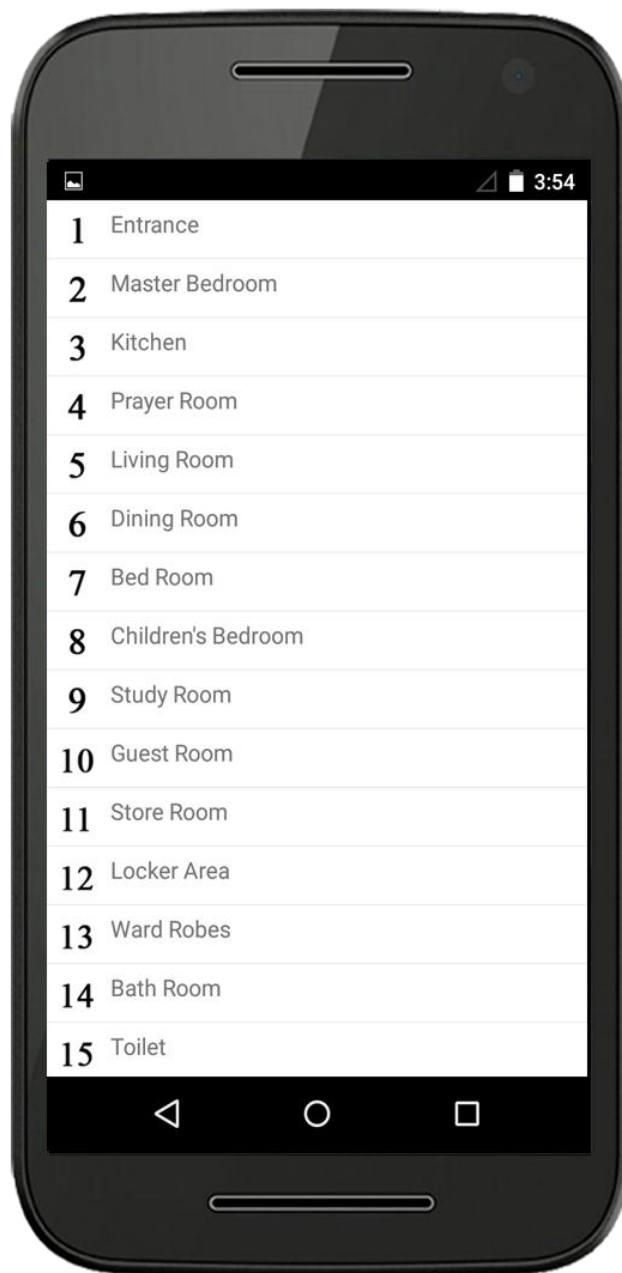 3:54
1 Entrance
2 Master Bedroom
3 Kitchen
4 Prayer Room
5 Living Room
6 Dining Room
7 Bed Room
8 Children's Bedroom
9 Study Room
10 Guest Room
11 Store Room
12 Locker Area
13 Ward Robes
14 Bath Room
15 Toilet